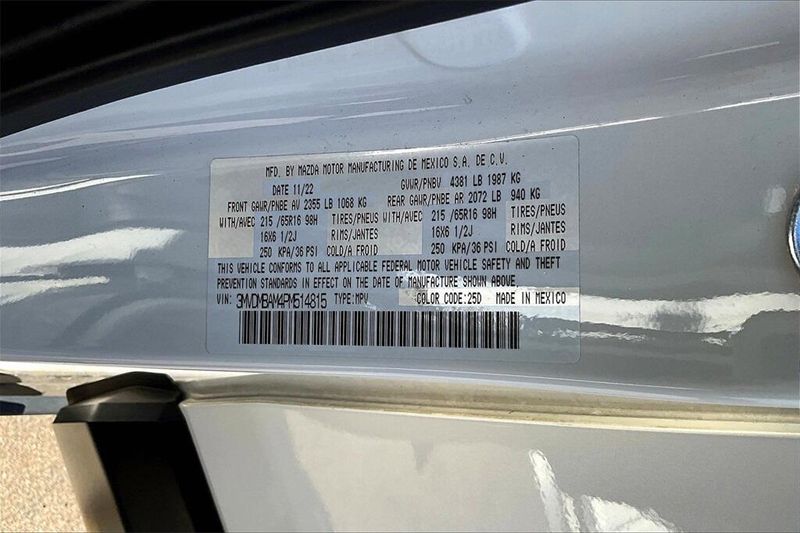 MFD. BY MAZDA MOTOR MANUFACTURING DE MEXICO S.A. DE C.V.
DATE 11/22 GVWR/PNBV 4381 LB 1987 KG
FRONT GAWR/PNBE AV 2355 LB 1068 KG REAR GAWR/PNBE AR 2072 LB 940 KG
WITH/AVEC 215 /65R16 98H TIRES/PNEUS WITH/AVEC 215 /65R16 98H TIRES/PNEUS
16X6 1/2J RIMS/JANTES 16X6 1/2J RIMS/JANTES
250 KPA/36 PSI COLD/A FROID 250 KPA/36 PSI COLD/A FROID
THIS VEHICLE CONFORMS TO ALL APPLICABLE FEDERAL MOTOR VEHICLE SAFETY AND THEFT
PREVENTION STANDARDS IN EFFECT ON THE DATE OF MANUFACTURE SHOWN ABOVE.
VIN: 3MVDMBAM4PM514815 TYPE:MPV COLOR CODE:25D MADE IN MEXICO